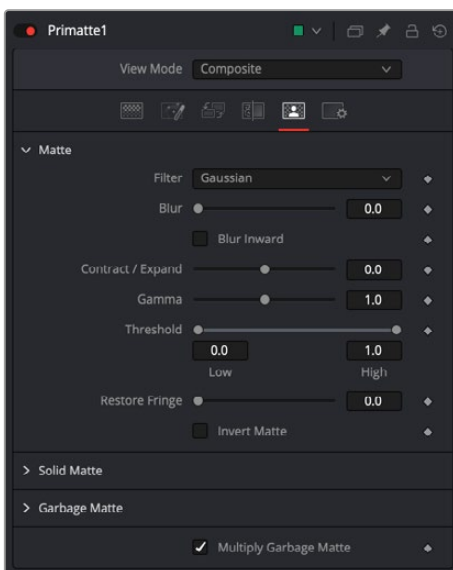 Primatte1
View Mode Composite
Matte
Filter Gaussian
Blur 0.0
Blur Inward
Contract / Expand 0.0
Gamma 1.0
Threshold
0.0 1.0
Low High
Restore Fringe 0.0
Invert Matte
Solid Matte
Garbage Matte
Multiply Garbage Matte